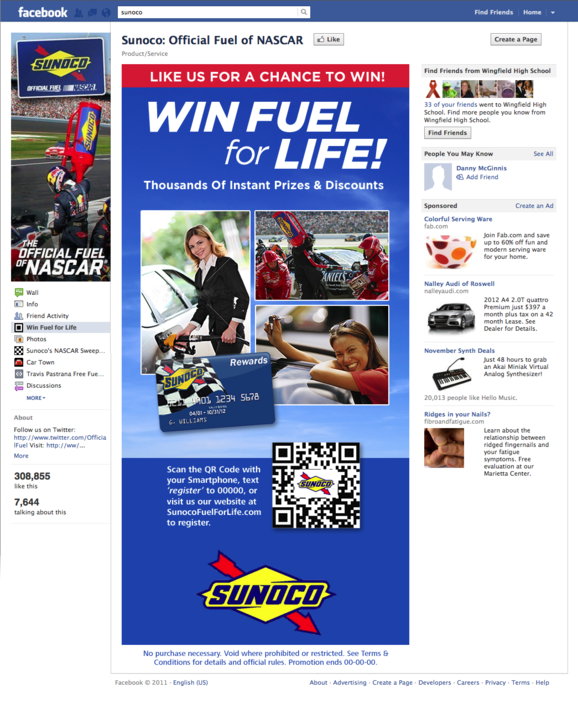 facebook
sunoco
Find Friends
Home
SUNOCO
OFFICIAL FUEL NASCAR
THE
OFFICIAL FUEL
OF NASCAR
Wall
Info
Friend Activity
Win Fuel for Life
Photos
Sunoco's NASCAR Sweep...
Car Town
Travis Pastrana Free Fue...
Discussions
MORE
About
Follow us on Twitter:
http://www.twitter.com/Officia
lFuel Visit: http://ww/...
More
308,855
like this
7,644
talking about this
Sunoco: Official Fuel of NASCAR
Like
Product/Service
Create a Page
LIKE US FOR A CHANCE TO WIN!
WIN FUEL
for LIFE!
Thousands Of Instant Prizes & Discounts
Rewards
SUNOCO
1234 5678
04/01 - 10/31/12
G. WILLIAMS
Scan the QR Code with
your Smartphone, text
'register' to 00000, or
visit us our website at
SunocoFuelForLife.com
to register.
SUNOCO
SUNOCO
No purchase necessary. Void where prohibited or restricted. See Terms &
Conditions for details and official rules. Promotion ends 00-00-00.
Find Friends from Wingfield High School
33 of your friends went to Wingfield High
School. Find more people you know from
Wingfield High School.
Find Friends
People You May Know
See All
Danny McGinnis
Add Friend
Sponsored
Create an Ad
Colorful Serving Ware
fab.com
Join Fab.com and save
up to 60% off fun and
modern serving ware
for your home.
Nalley Audi of Roswell
nalleyaudi.com
2012 A4 2.0T quattro
Premium just $397 a
month plus tax on a 42
month Lease. See
Dealer for Details.
November Synth Deals
Just 48 hours to grab
an Akai Miniak Virtual
Analog Synthesizer!
20,013 people like Hello Music.
Ridges in your Nails?
fibroandfatigue.com
Learn about the
relationship between
ridged fingernails and
your fatigue
symptoms. Free
evaluation at our
Marietta Center.
Facebook © 2011 · English (US)
About · Advertising · Create a Page · Developers · Careers · Privacy · Terms · Help